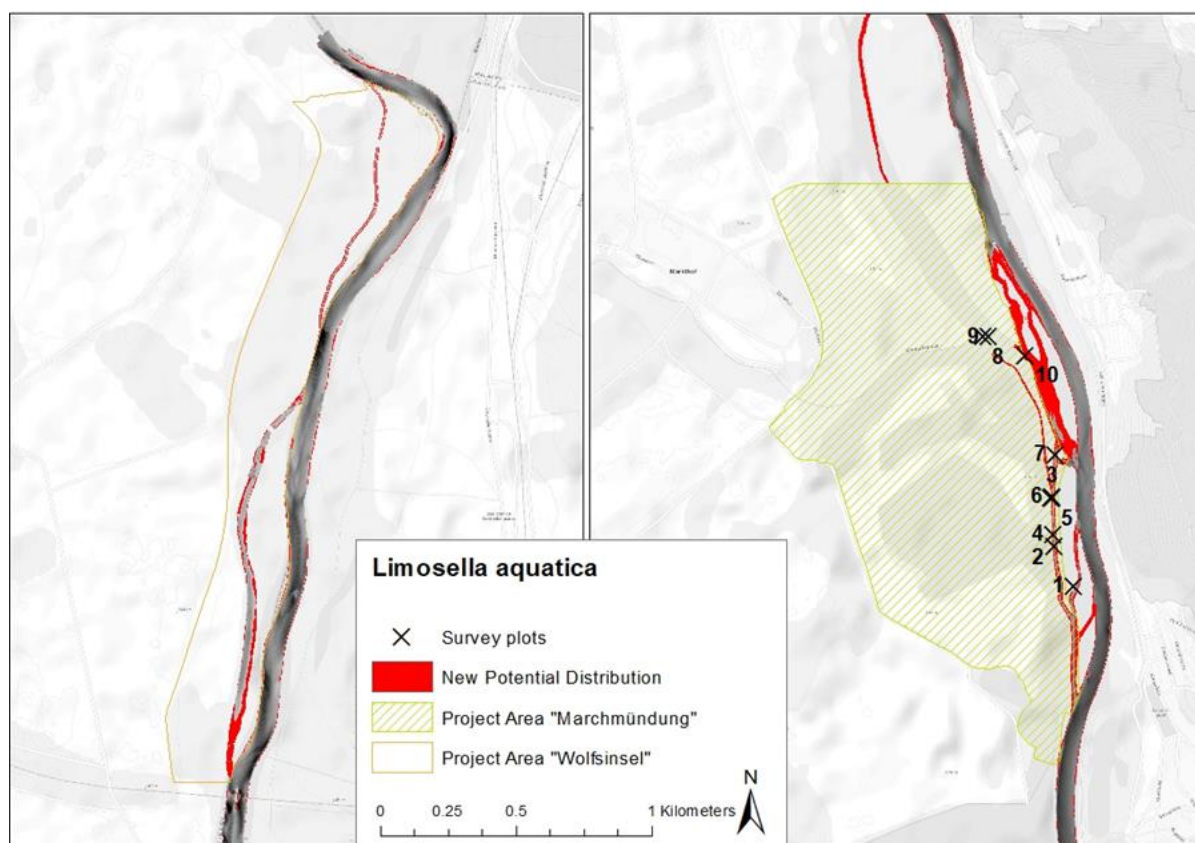 Markthof
9
8
10
7
3
6
5
4
2
1
Limosella aquatica
Survey plots
New Potential Distribution
Project Area "Marchmündung"
Project Area "Wolfsinsel"
N
0 0.25 0.5 1 Kilometers